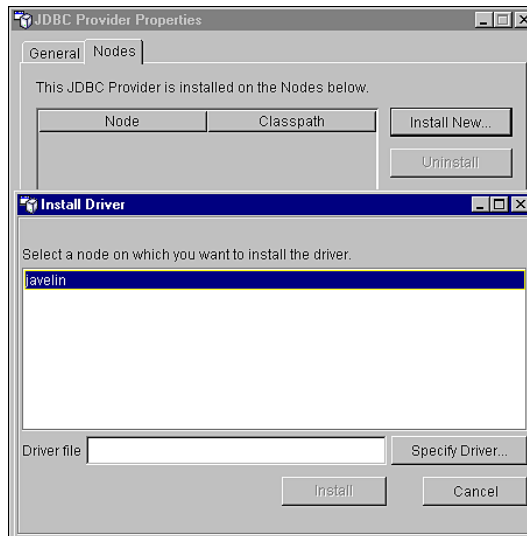 JDBC Provider Properties
General Nodes
This JDBC Provider is installed on the Nodes below.
Node Classpath Install New...
Uninstall
Install Driver
Select a node on which you want to install the driver.
javelin
Driver file Specify Driver...
Install Cancel